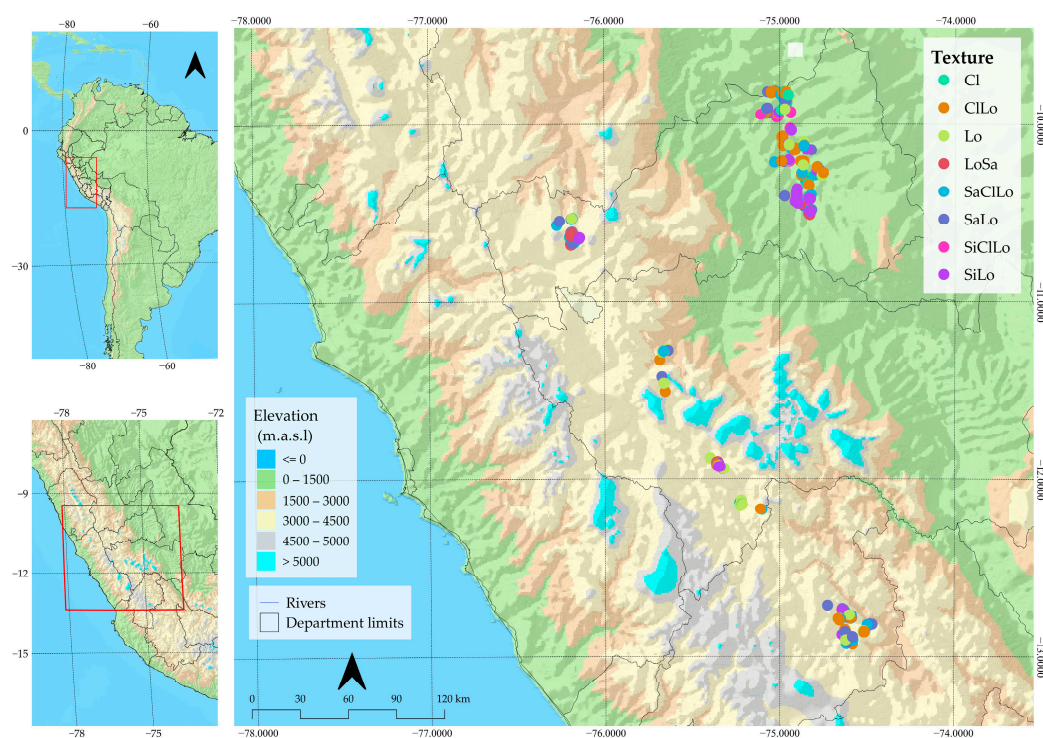 −80
−60
0
−30
−80
−60
−78
−75
−72
−9
−12
−15
−78
−75
−78.0000
−77.0000
−76.0000
−75.0000
−74.0000
−10.0000
−11.0000
−12.0000
−13.0000
−78.0000
−77.0000
−76.0000
−75.0000
−74.0000
Texture
Cl
ClLo
Lo
LoSa
SaClLo
SaLo
SiClLo
SiLo
Elevation
(m.a.s.l)
<= 0
0 – 1500
1500 – 3000
3000 – 4500
4500 – 5000
> 5000
Rivers
Department limits
0 30 60 90 120 km